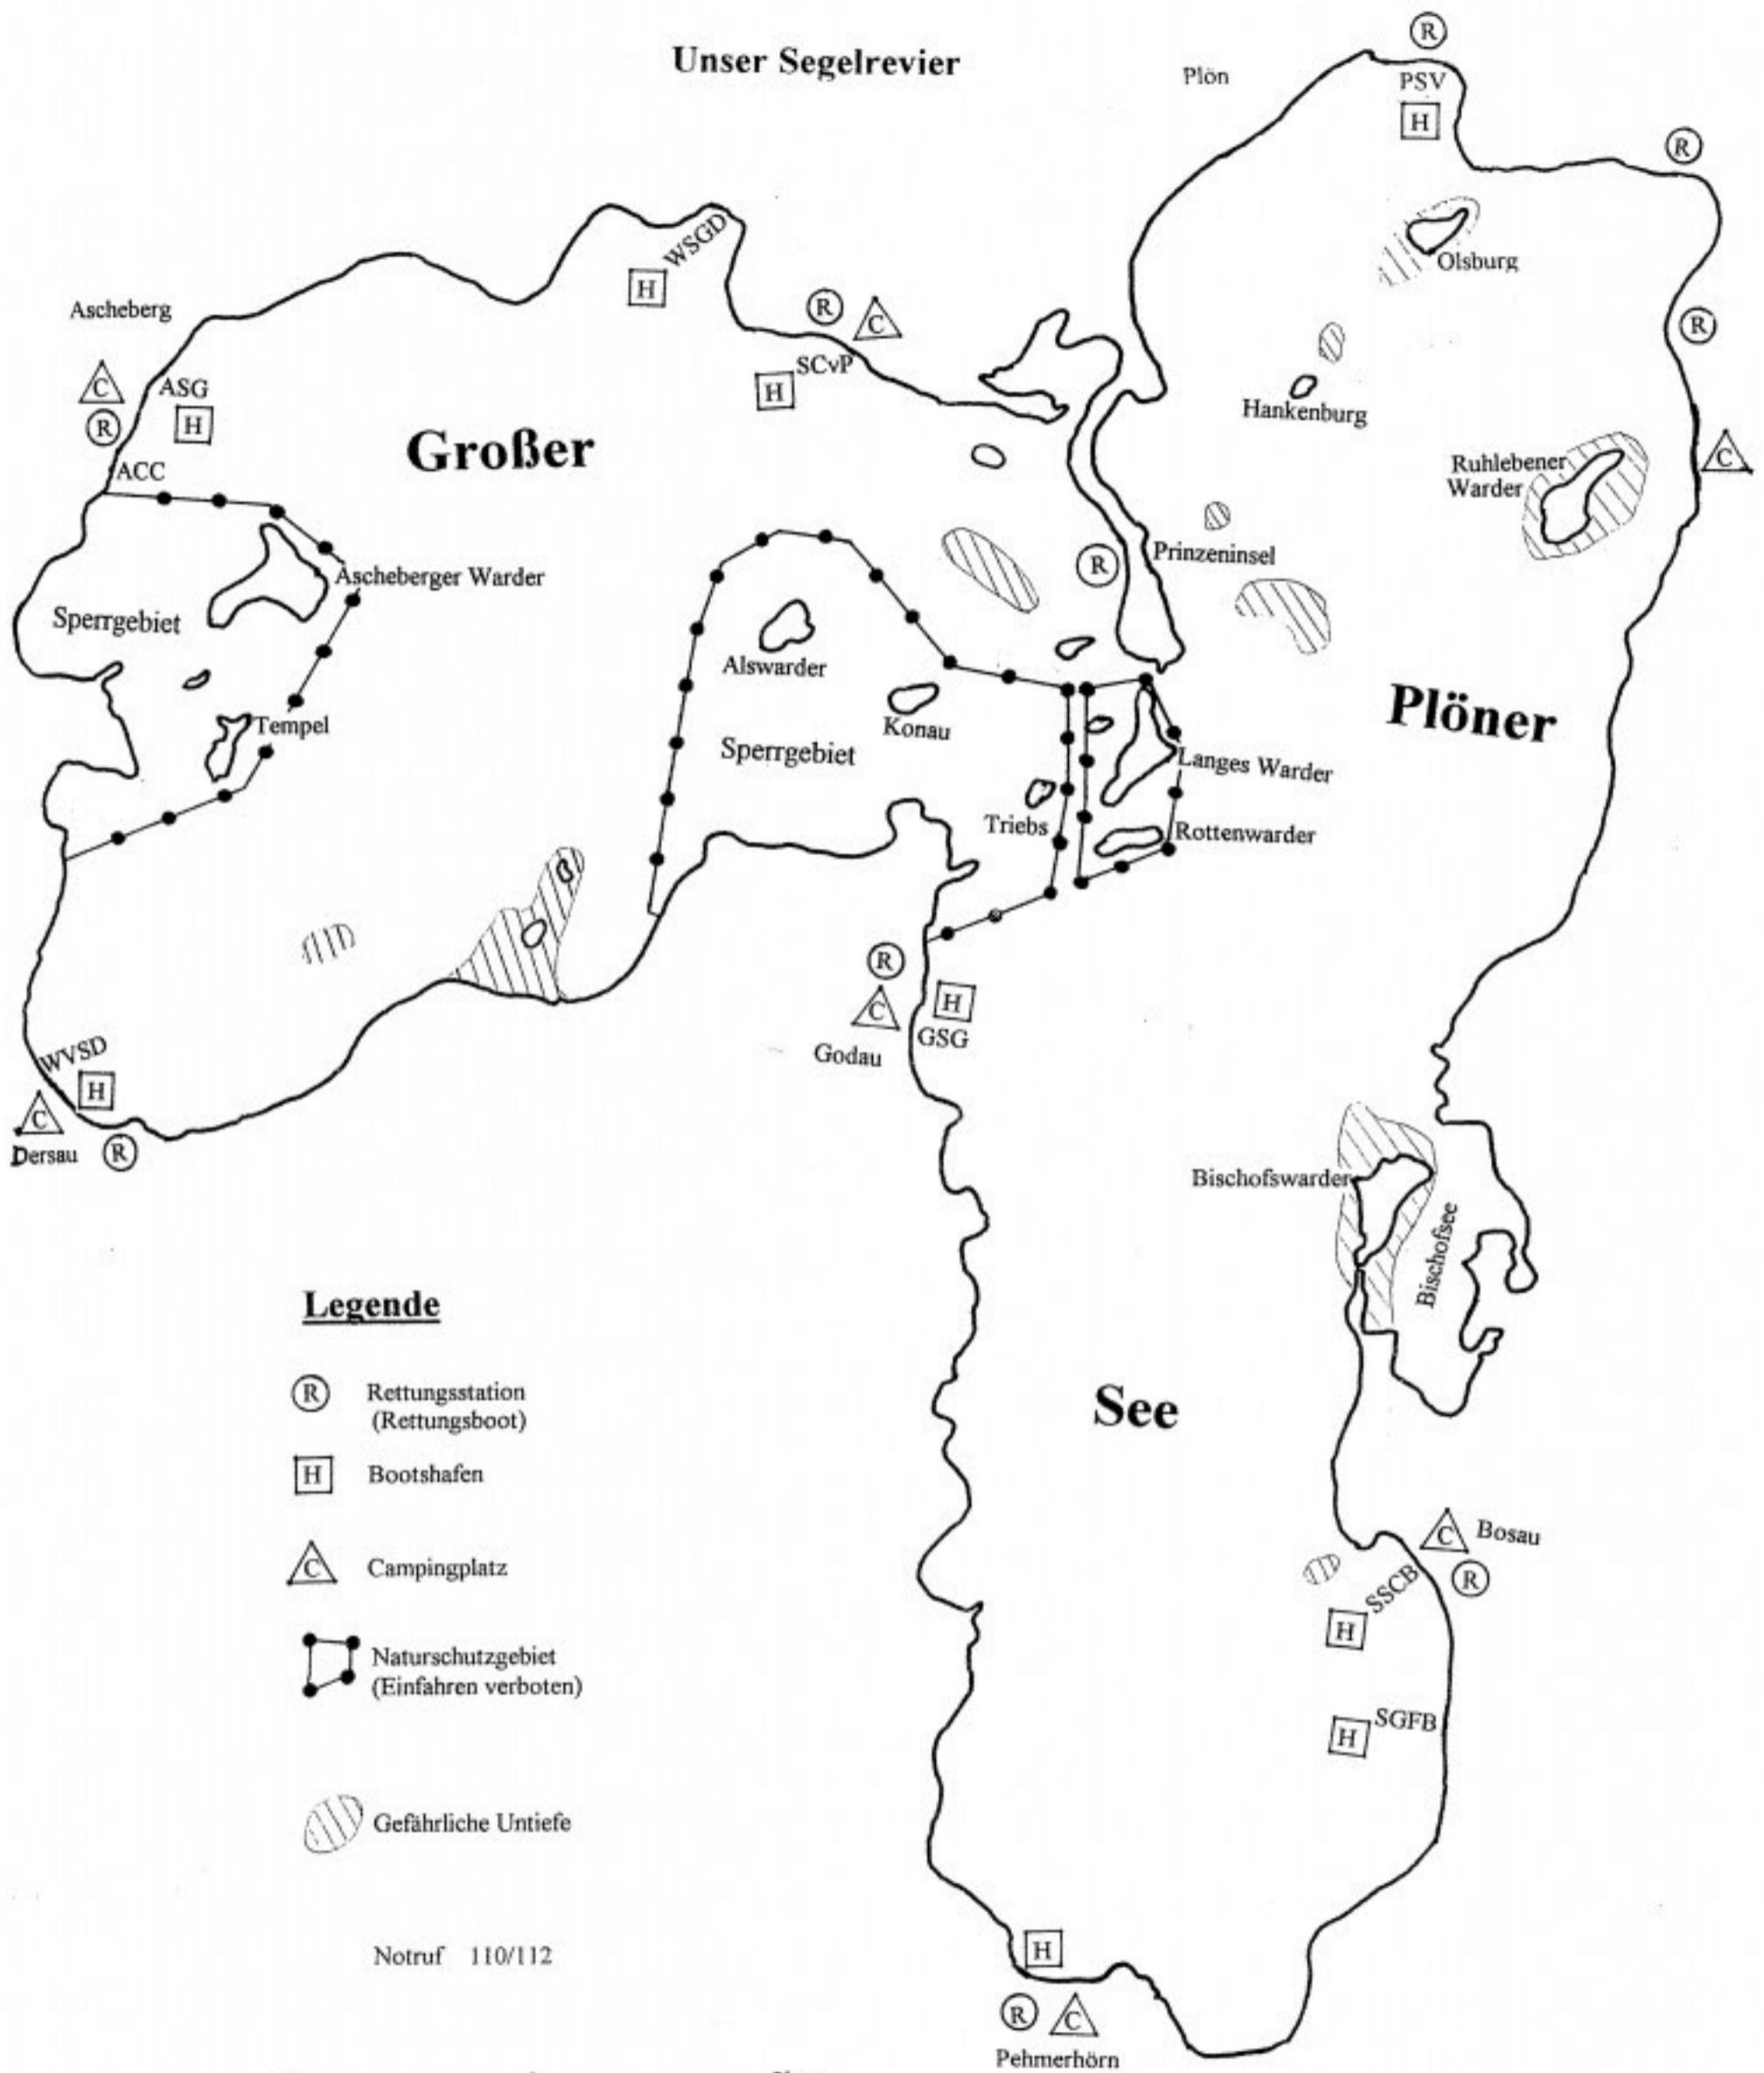 Unser Segelrevier
R
Plön
PSV
H
R
WSGD
H
Olsburg
Ascheberg
R
C
R
SCvP
H
C
ASG
R
H
Hankenburg
Großer
Ruhlebener
Warder
C
ACC
Prinzeninsel
R
Ascheberger Warder
Sperrgebiet
Alswarder
Plöner
Tempel
Konau
Sperrgebiet
Langes Warder
Triebs
Rottenwarder
R
C
H
GSG
Godau
WVSD
H
C
Dersau
R
Bischofswarder
Bischofsee
Legende
R Rettungsstation
(Rettungsboot)
See
H Bootshafen
C Campingplatz
C Bosau
R
SSCB
H
Naturschutzgebiet
(Einfahren verboten)
SGFB
H
Gefährliche Untiefe
Notruf 110/112
H
R
C
Pehmerhörn